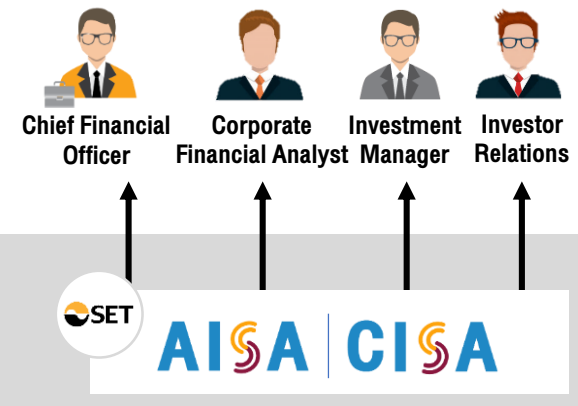 Chief Financial Officer
Corporate Financial Analyst
Investment Manager
Investor Relations
SET
AISA CISA